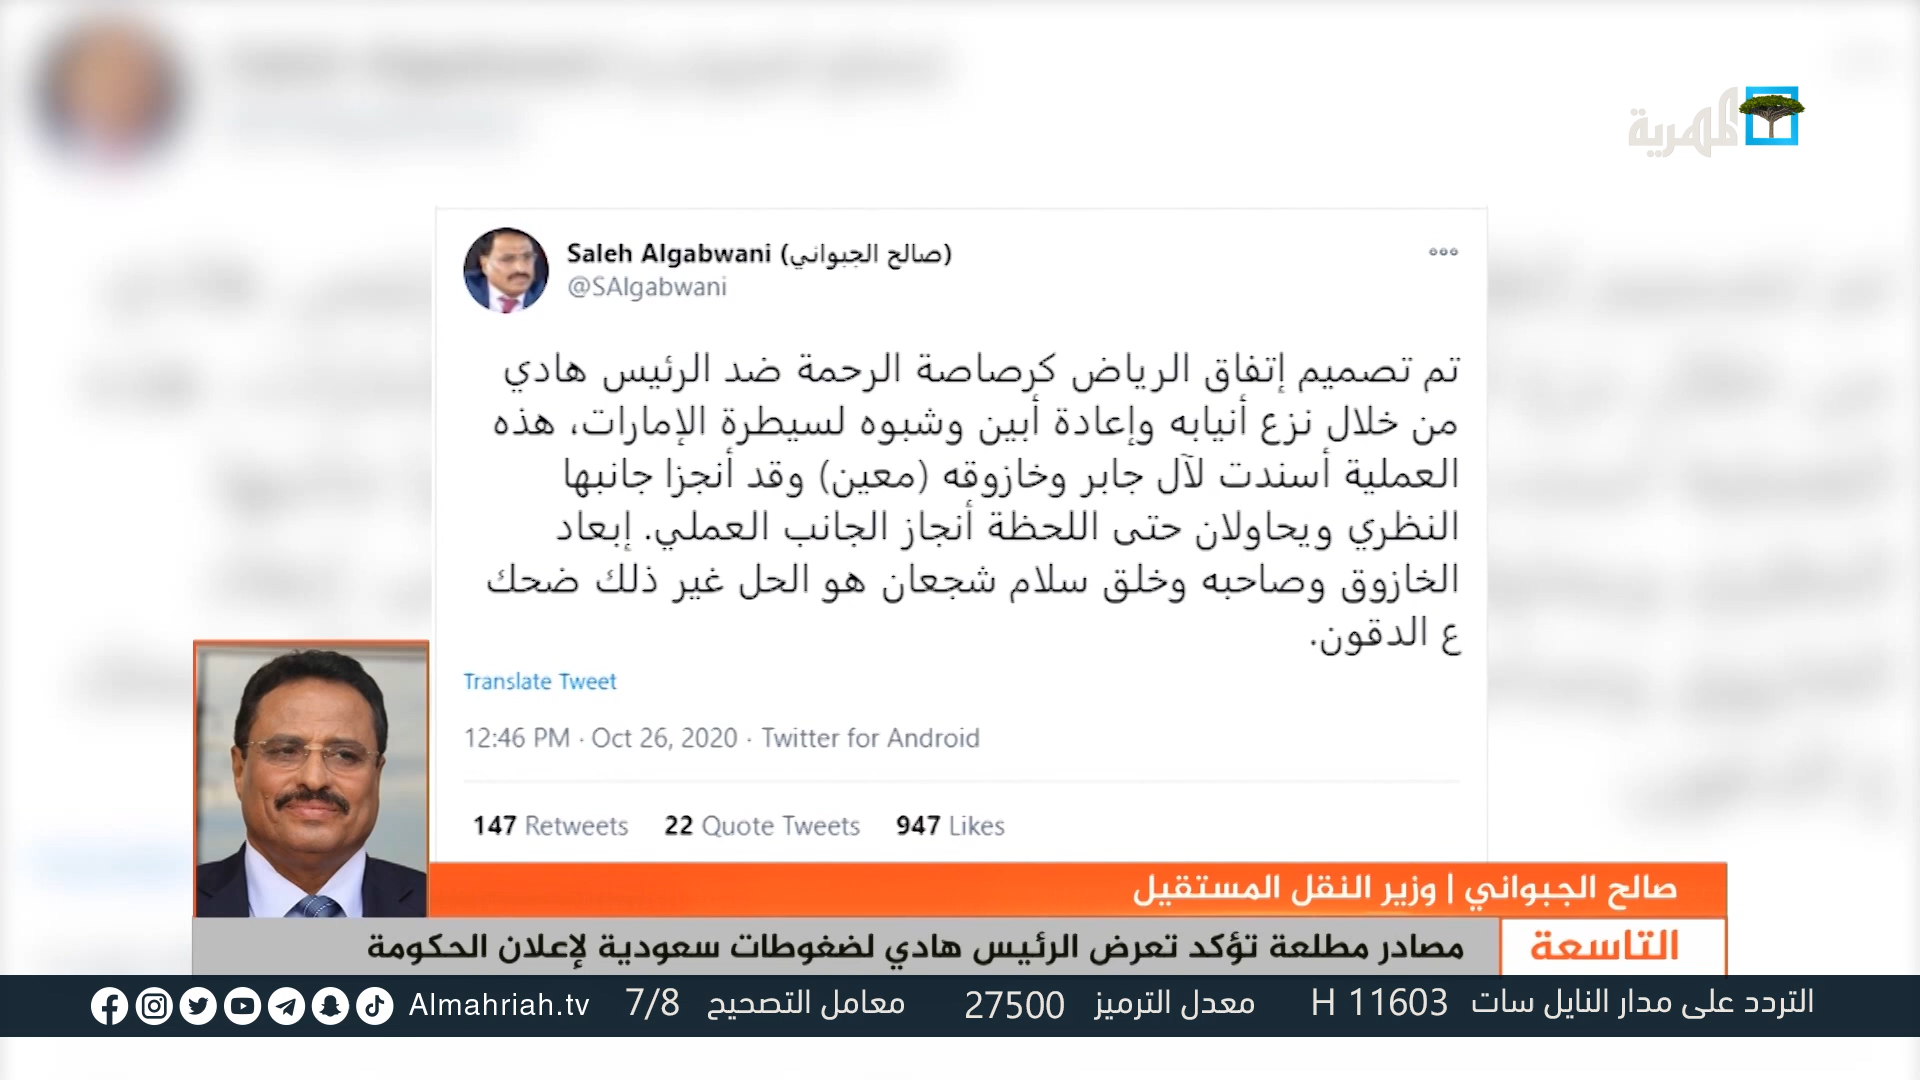 المهرية
Saleh Algabwani (صالح الجبواني)
@SAlgabwani
تم تصميم إتفاق الرياض كرصاصة الرحمة ضد الرئيس هادي
من خلال نزع أنيابه وإعادة أبين وشبوه لسيطرة الإمارات، هذه
العملية أسندت لآل جابر وخازوقه (معين) وقد أنجزا جانبها
النظري ويحاولان حتى اللحظة أنجاز الجانب العملي. إبعاد
الخازوق وصاحبه وخلق سلام شجعان هو الحل غير ذلك ضحك
ع الدقون.
Translate Tweet
12:46 PM · Oct 26, 2020 · Twitter for Android
147 Retweets 22 Quote Tweets 947 Likes
صالح الجبواني | وزير النقل المستقيل
التاسعة
مصادر مطلعة تؤكد تعرض الرئيس هادي لضغوطات سعودية لإعلان الحكومة
التردد على مدار النايل سات H 11603 معدل الترميز 27500 معامل التصحيح 7/8 Almahriah.tv